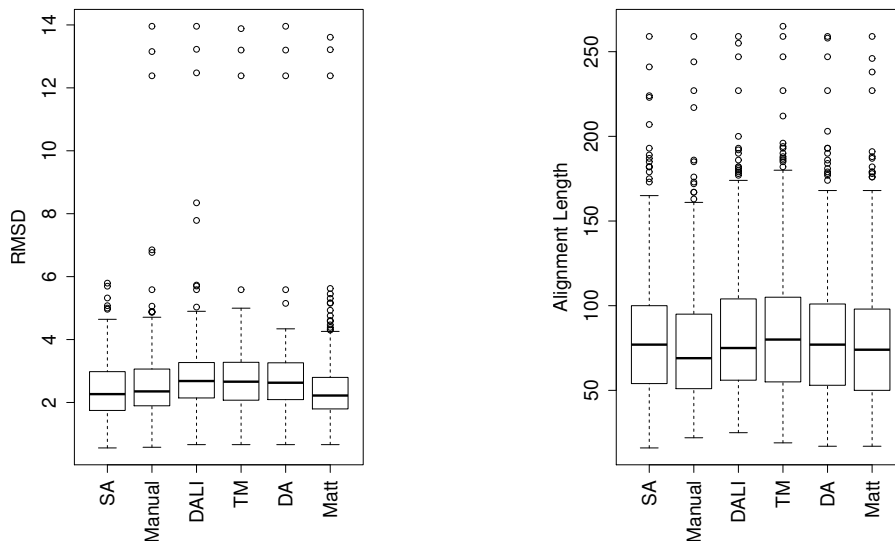 RMSD
14
12
10
8
6
4
2
SA
Manual
DALI
TM
DA
Matt
Alignment Length
250
200
150
100
50
SA
Manual
DALI
TM
DA
Matt